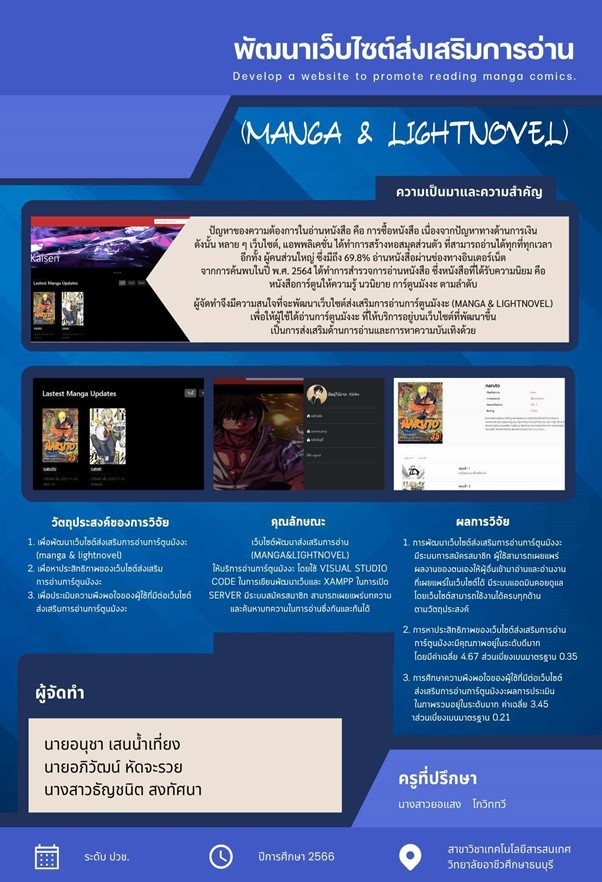 พัฒนาเว็บไซต์ส่งเสริมการอ่าน
Develop a website to promote reading manga comics.
(MANGA & LIGHTNOVEL)
ความเป็นมาและความสำคัญ
ปัญหาของความต้องการในอ่านหนังสือ คือ การซื้อหนังสือ เนื่องจากปัญหาทางด้านการเงิน
ดังนั้น หลาย ๆ เว็บไซต์, แอพพลิเคชั่น ได้ทำการสร้างหอสมุดส่วนตัว ที่สามารถอ่านได้ทุกที่ทุกเวลา
อีกทั้ง ผู้คนส่วนใหญ่ ซึ่งมีถึง 69.8% อ่านหนังสือผ่านช่องทางอินเตอร์เน็ต
จากการค้นพบในปี พ.ศ. 2564 ได้ทำการสำรวจการอ่านหนังสือ ซึ่งหนังสือที่ได้รับความนิยม คือ
หนังสือการ์ตูนให้ความรู้ นวนิยาย การ์ตูนมังงะ ตามลำดับ
ผู้จัดทำจึงมีความสนใจที่จะพัฒนาเว็บไซต์ส่งเสริมการอ่านการ์ตูนมังงะ (MANGA & LIGHTNOVEL)
เพื่อให้ผู้ใช้ได้อ่านการ์ตูนมังงะ ที่ให้บริการอยู่บนเว็บไซต์ที่พัฒนาขึ้น
เป็นการส่งเสริมด้านการอ่านและการหาความบันเทิงด้วย
Kaisen
Lastest Manga Updates
Lastest Manga Updates
naruto
วัตถุประสงค์ของการวิจัย
1. เพื่อพัฒนาเว็บไซต์ส่งเสริมการอ่านการ์ตูนมังงะ
(manga & lightnovel)
2. เพื่อหาประสิทธิภาพของเว็บไซต์ส่งเสริม
การอ่านการ์ตูนมังงะ
3. เพื่อประเมินความพึงพอใจของผู้ใช้ที่มีต่อเว็บไซต์
ส่งเสริมการอ่านการ์ตูนมังงะ
คุณลักษณะ
เว็บไซต์พัฒนาส่งเสริมการอ่าน
(MANGA&LIGHTNOVEL)
ให้บริการอ่านการ์ตูนมังงะ โดยใช้ VISUAL STUDIO
CODE ในการเขียนพัฒนาเว็บและ XAMPP ในการเปิด
SERVER มีระบบสมัครสมาชิก สามารถเผยแพร่บทความ
และค้นหาบทความในการอ่านซึ่งกันและกันได้
ผลการวิจัย
1. การพัฒนาเว็บไซต์ส่งเสริมการอ่านการ์ตูนมังงะ
มีระบบการสมัครสมาชิก ผู้ใช้สามารถเผยแพร่
ผลงานของตนเองให้ผู้อื่นเข้ามาอ่านและอ่านงาน
ที่เผยแพร่ในเว็บไซต์ได้ มีระบบแอดมินคอยดูแล
โดยเว็บไซต์สามารถใช้งานได้ครบทุกด้าน
ตามวัตถุประสงค์
2. การหาประสิทธิภาพของเว็บไซต์ส่งเสริมการอ่าน
การ์ตูนมังงะมีคุณภาพอยู่ในระดับดีมาก
โดยมีค่าเฉลี่ย 4.67 ส่วนเบี่ยงเบนมาตรฐาน 0.35
3. การศึกษาความพึงพอใจของผู้ใช้ที่มีต่อเว็บไซต์
ส่งเสริมการอ่านการ์ตูนมังงะผลการประเมิน
ในภาพรวมอยู่ในระดับมาก ค่าเฉลี่ย 3.45
าส่วนเบี่ยงเบนมาตรฐาน 0.21
ผู้จัดทำ
นายอนุชา เสนน้ำเที่ยง
นายอภิวัฒน์ หัดจะรวย
นางสาวธัญชนิต สงทัศนา
ครูที่ปรึกษา
นางสาวยอแสง โกวิททวี
ระดับ ปวช.
ปีการศึกษา 2566
สาขาวิชาเทคโนโลยีสารสนเทศ
วิทยาลัยอาชีวศึกษาธนบุรี